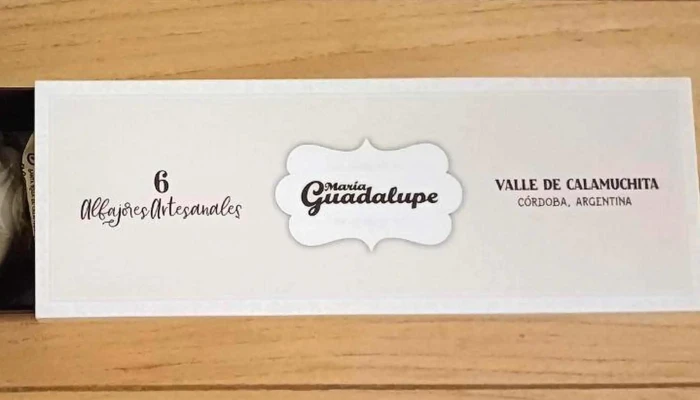 6
Alfajores Artesanales
María
Guadalupe
VALLE DE CALAMUCHITA
CÓRDOBA, ARGENTINA